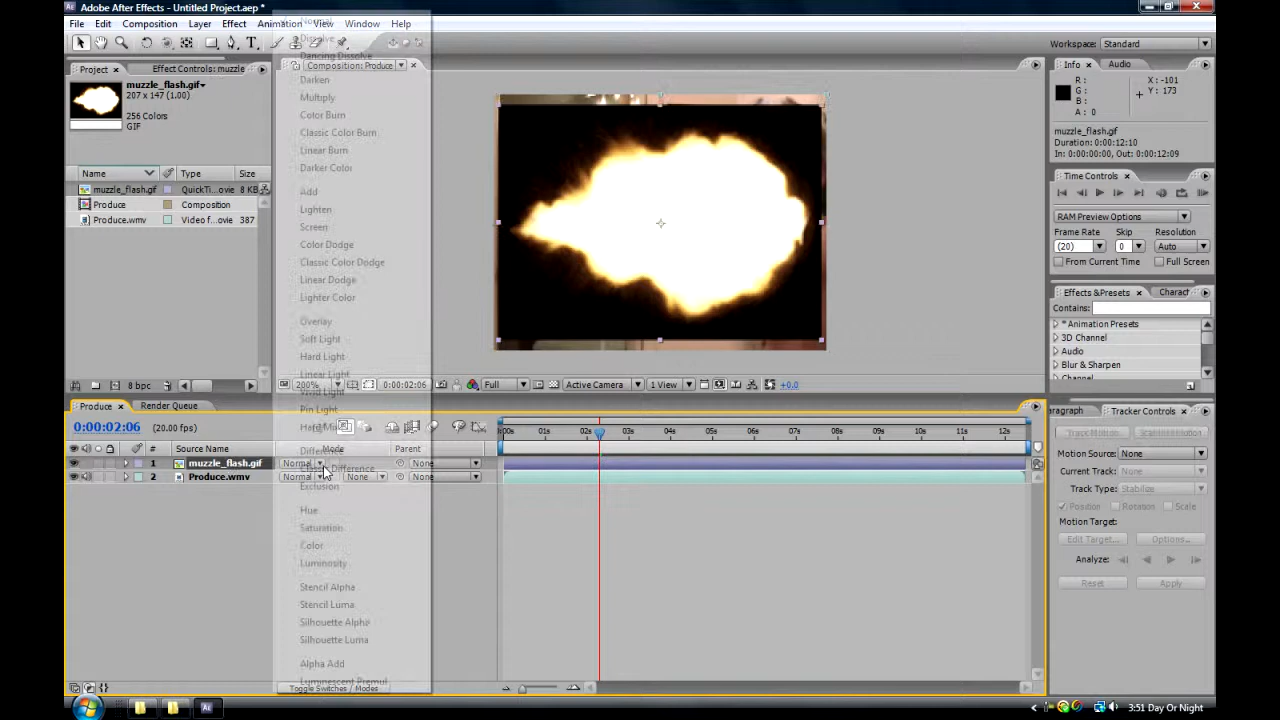 Adobe After Effects - Untitled Project.aep *
File Edit Composition Layer Effect Animation View Window Help
Workspace: Standard
Project Effect Controls: muzzle
muzzle_flash.gif
207 x 147 (1.00)
256 Colors
GIF
Name Type Size
muzzle_flash.gif QuickTi...ovie 8 KB
Produce Composition
Produce.wmv Video f...ovie 387
8 bpc
Composition: Produce
Normal
Dissolve
Dancing Dissolve
Darken
Multiply
Color Burn
Classic Color Burn
Linear Burn
Darker Color
Add
Lighten
Screen
Color Dodge
Classic Color Dodge
Linear Dodge
Lighter Color
Overlay
Soft Light
Hard Light
Linear Light
Vivid Light
Pin Light
Hard Mix
Difference
Classic Difference
Exclusion
Hue
Saturation
Color
Luminosity
Stencil Alpha
Stencil Luma
Silhouette Alpha
Silhouette Luma
Alpha Add
Luminescent Premul
200% 0:00:02:06 Full Active Camera 1 View +0.0
Info Audio
R :
G :
B :
A : 0
X : -101
Y : 173
muzzle_flash.gif
Duration: 0:00:12:10
In: 0:00:00:00, Out: 0:00:12:09
Time Controls
RAM Preview Options
Frame Rate Skip Resolution
(20) 0 Auto
From Current Time Full Screen
Effects & Presets Charact
Contains:
* Animation Presets
3D Channel
Audio
Blur & Sharpen
Channel
Produce Render Queue
0:00:02:06 (20.00 fps)
# Source Name Mode Parent
1 muzzle_flash.gif Normal None
2 Produce.wmv Normal None None
:00s 01s 02s 03s 04s 05s 06s 07s 08s 09s 10s 11s 12s
Toggle Switches / Modes
aragraph Tracker Controls
Track Motion Stabilize Motion
Motion Source: None
Current Track: None
Track Type: Stabilize
Position Rotation Scale
Motion Target:
Edit Target... Options...
Analyze:
Reset Apply
Ae
3:51 Day Or Night